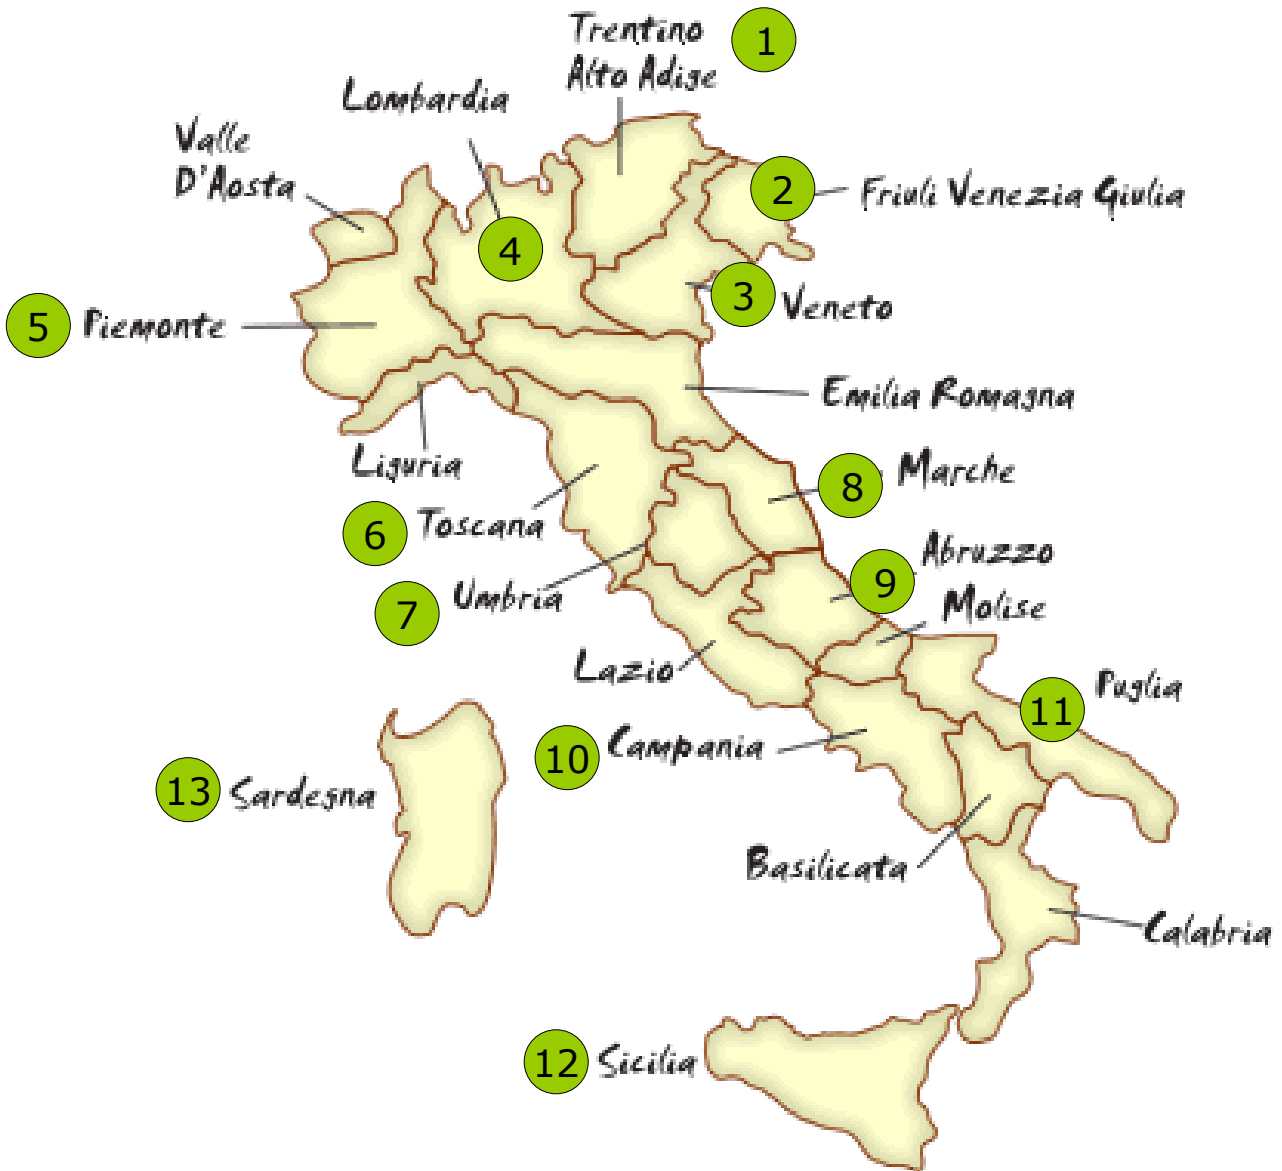 Trentino
Alto Adige
1
Lombardia
Valle
D'Aosta
2
Friuli Venezia Giulia
4
3
Veneto
5
Piemonte
Emilia Romagna
Liguria
8
Marche
6
Toscana
9
Abruzzo
7
Umbria
Molise
Lazio
11
Puglia
10
Campania
13
Sardegna
Basilicata
Calabria
12
Sicilia